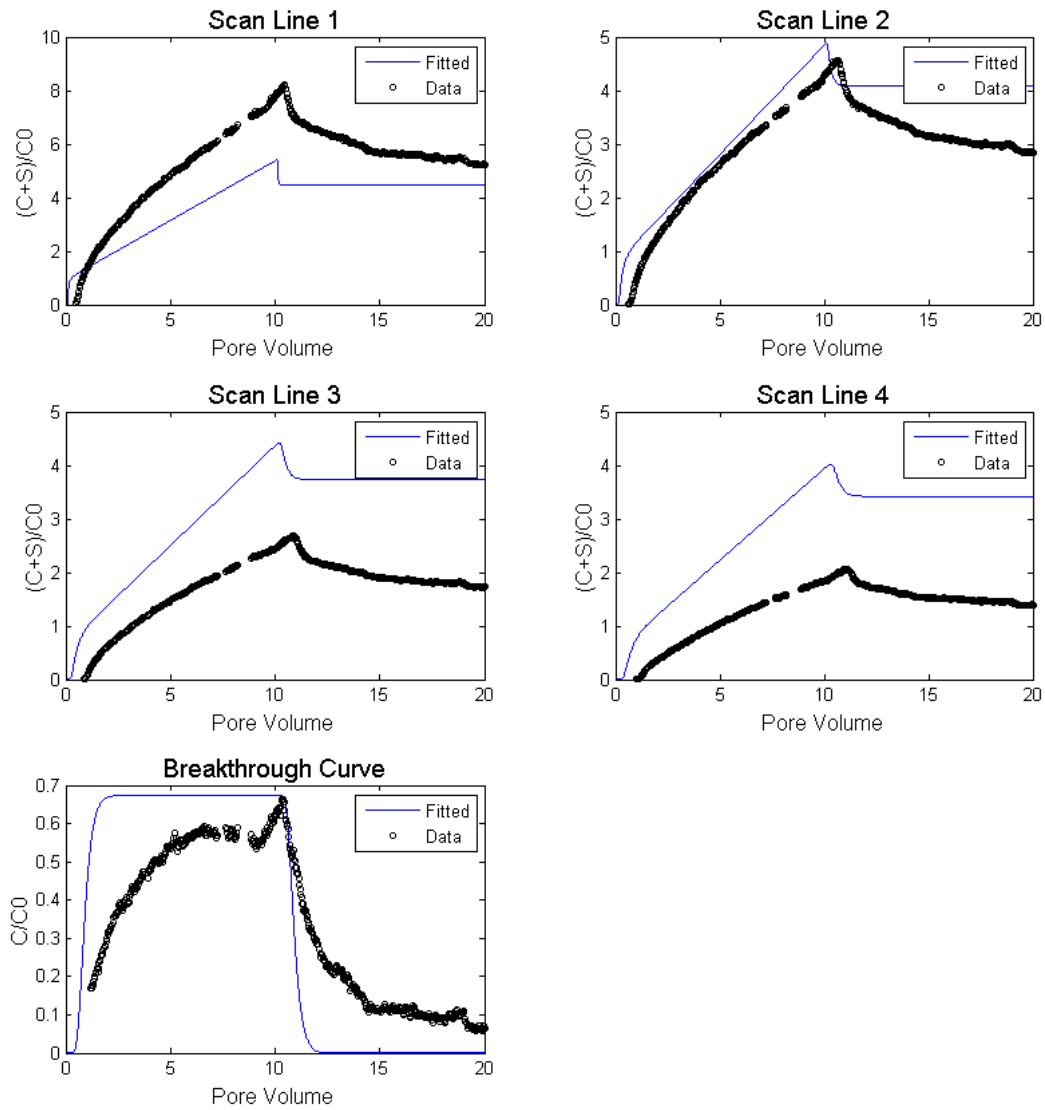 Scan Line 1
(C+S)/C0
10
8
6
4
2
0
0 5 10 15 20
Pore Volume
Fitted
Data
Scan Line 2
(C+S)/C0
5
4
3
2
1
0
0 5 10 15 20
Pore Volume
Fitted
Data
Scan Line 3
(C+S)/C0
5
4
3
2
1
0
0 5 10 15 20
Pore Volume
Fitted
Data
Scan Line 4
(C+S)/C0
5
4
3
2
1
0
0 5 10 15 20
Pore Volume
Fitted
Data
Breakthrough Curve
C/C0
0.7
0.6
0.5
0.4
0.3
0.2
0.1
0
0 5 10 15 20
Pore Volume
Fitted
Data